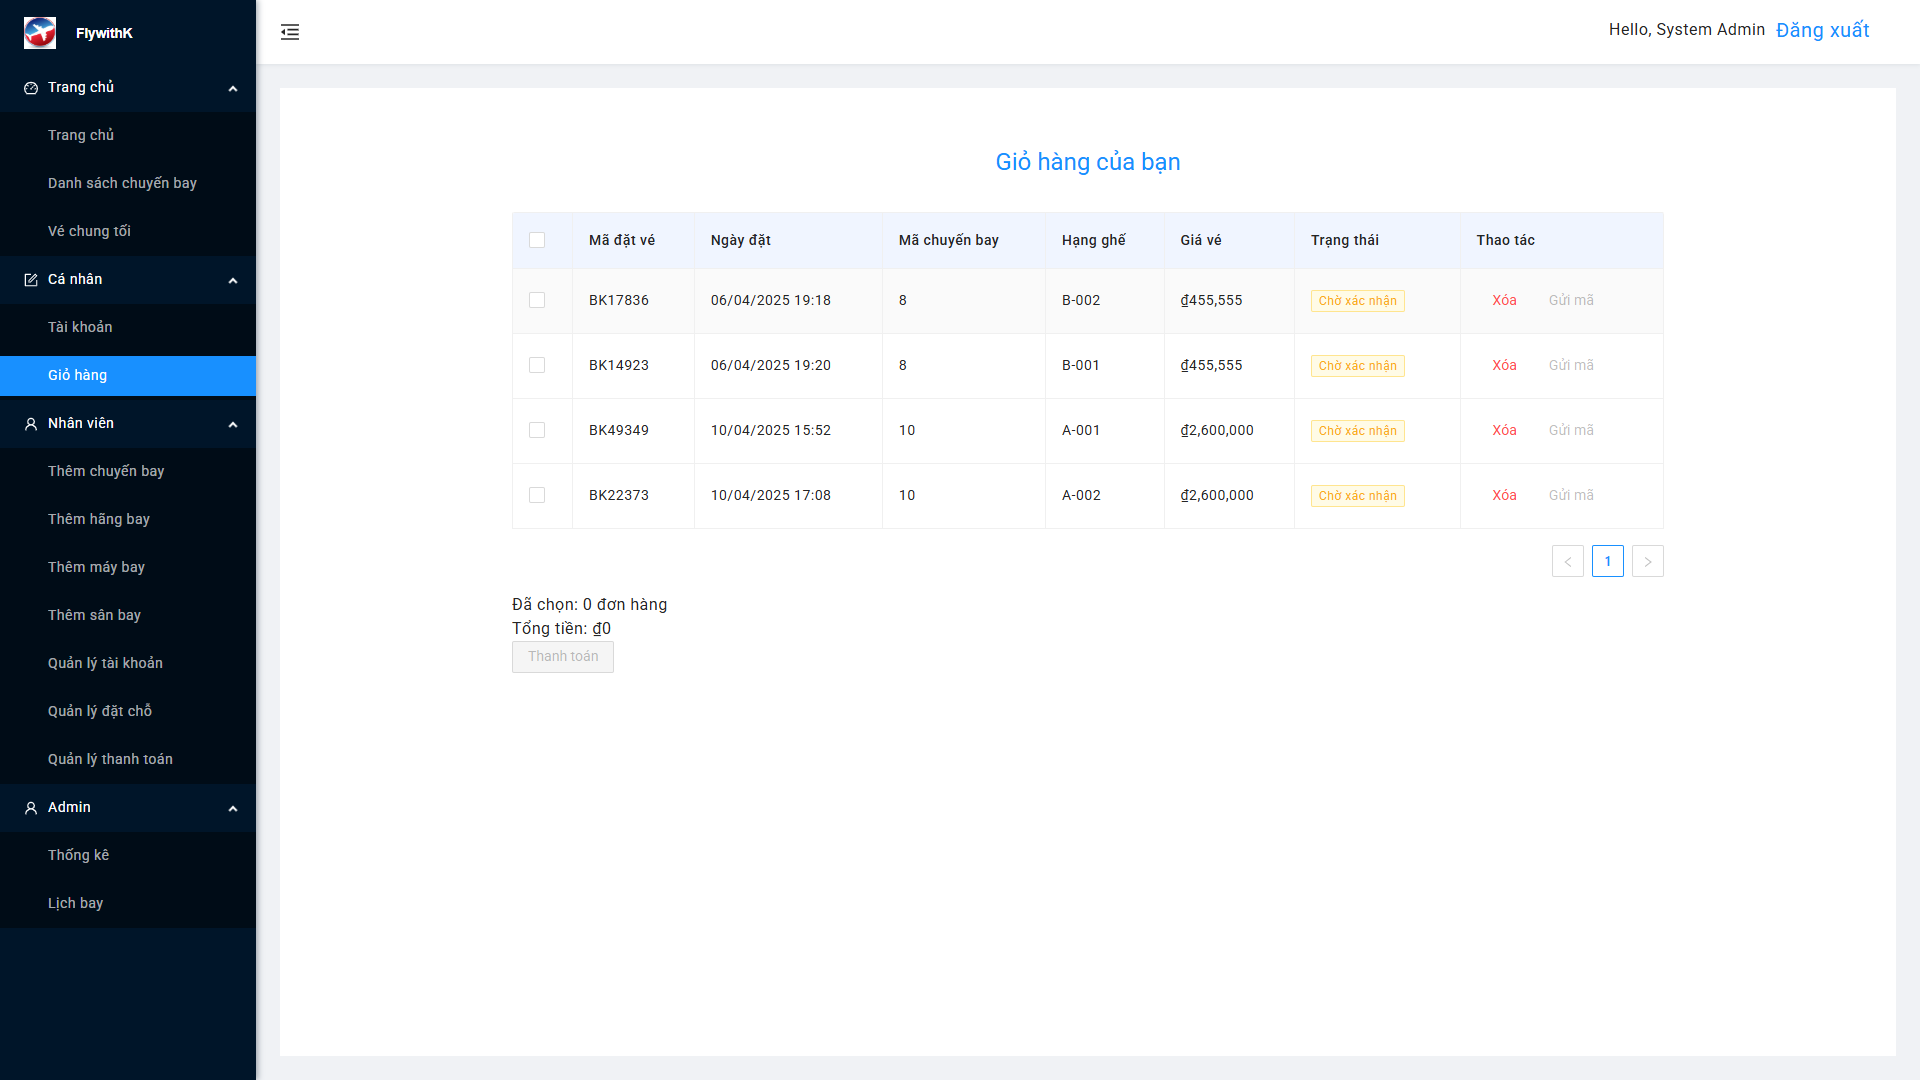 FlywithK
Hello, System Admin Đăng xuất
Trang chủ
Trang chủ
Danh sách chuyến bay
Vé chung tối
Cá nhân
Tài khoản
Giỏ hàng
Nhân viên
Thêm chuyến bay
Thêm hãng bay
Thêm máy bay
Thêm sân bay
Quản lý tài khoản
Quản lý đặt chỗ
Quản lý thanh toán
Admin
Thống kê
Lịch bay
Giỏ hàng của bạn
Mã đặt vé Ngày đặt Mã chuyến bay Hạng ghế Giá vé Trạng thái Thao tác
BK17836 06/04/2025 19:18 8 B-002 ₫455,555 Chờ xác nhận Xóa Gửi mã
BK14923 06/04/2025 19:20 8 B-001 ₫455,555 Chờ xác nhận Xóa Gửi mã
BK49349 10/04/2025 15:52 10 A-001 ₫2,600,000 Chờ xác nhận Xóa Gửi mã
BK22373 10/04/2025 17:08 10 A-002 ₫2,600,000 Chờ xác nhận Xóa Gửi mã
< 1 >
Đã chọn: 0 đơn hàng
Tổng tiền: ₫0
Thanh toán